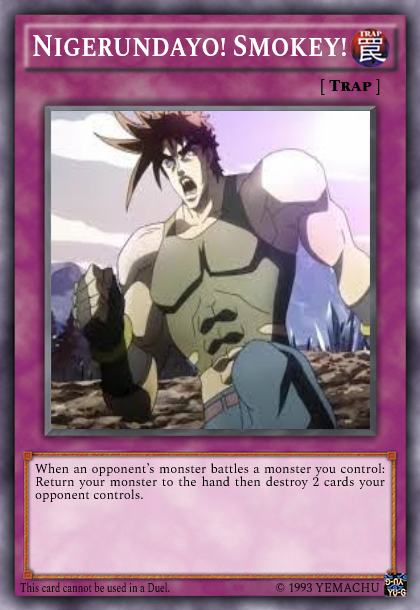 NIGERUNDAYO! SMOKEY!
TRAP
罠
[ TRAP ]
When an opponent's monster battles a monster you control:
Return your monster to the hand then destroy 2 cards your
opponent controls.
This card cannot be used in a Duel.
© 1993 YEMACHU